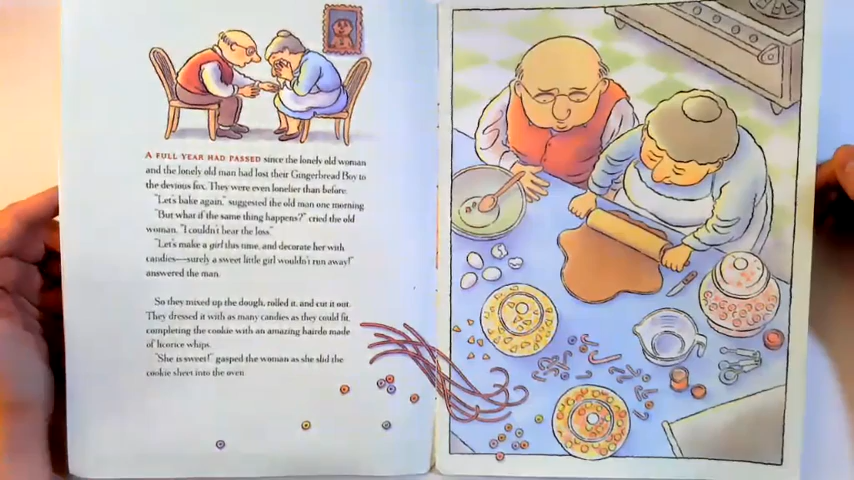 A FULL YEAR HAD PASSED since the lonely old woman
and the lonely old man had lost their Gingerbread Boy to
the devious fox. They were even lonelier than before.
"Let's bake again," suggested the old man one morning.
"But what if the same thing happens?" cried the old
woman. "I couldn't bear the loss."
"Let's make a girl this time, and decorate her with
candies—surely a sweet little girl wouldn't run away!"
answered the man.
So they mixed up the dough, rolled it, and cut it out.
They dressed it with as many candies as they could fit,
completing the cookie with an amazing hairdo made
of licorice whips.
"She is sweet!" gasped the woman as she slid the
cookie sheet into the oven.